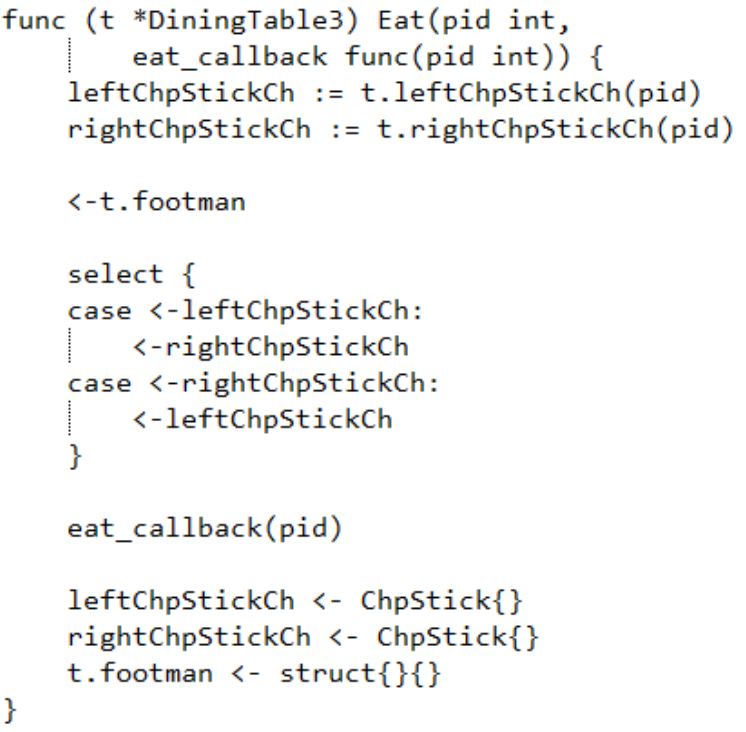 func (t *DiningTable3) Eat(pid int,
        eat_callback func(pid int)) {
    leftChpStickCh := t.leftChpStickCh(pid)
    rightChpStickCh := t.rightChpStickCh(pid)

    <-t.footman

    select {
    case <-leftChpStickCh:
        <-rightChpStickCh
    case <-rightChpStickCh:
        <-leftChpStickCh
    }

    eat_callback(pid)

    leftChpStickCh <- ChpStick{}
    rightChpStickCh <- ChpStick{}
    t.footman <- struct{}{}
}